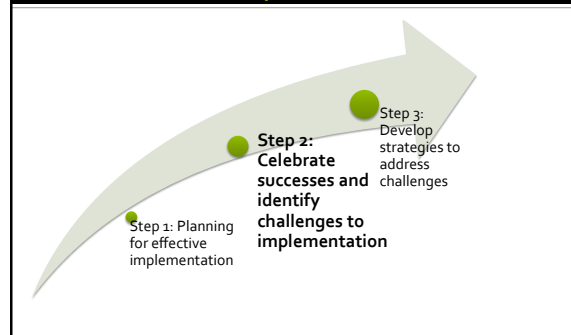 Step 1: Planning
for effective
implementation
Step 2:
Celebrate
successes and
identify
challenges to
implementation
Step 3:
Develop
strategies to
address
challenges